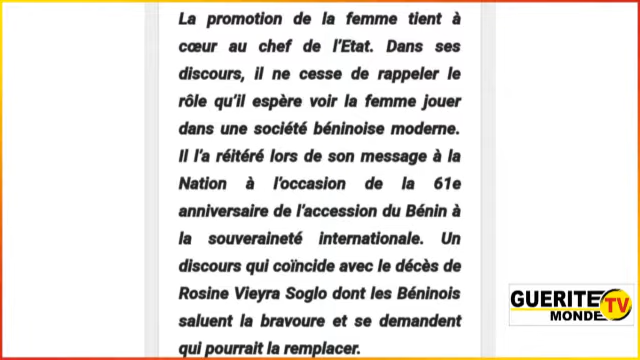 La promotion de la femme tient à
cœur au chef de l'Etat. Dans ses
discours, il ne cesse de rappeler le
rôle qu'il espère voir la femme jouer
dans une société béninoise moderne.
Il l'a réitéré lors de son message à la
Nation à l'occasion de la 61e
anniversaire de l'accession du Bénin à
la souveraineté internationale. Un
discours qui coïncide avec le décès de
Rosine Vieyra Soglo dont les Béninois
saluent la bravoure et se demandent
qui pourrait la remplacer.
GUERITE TV
MONDE